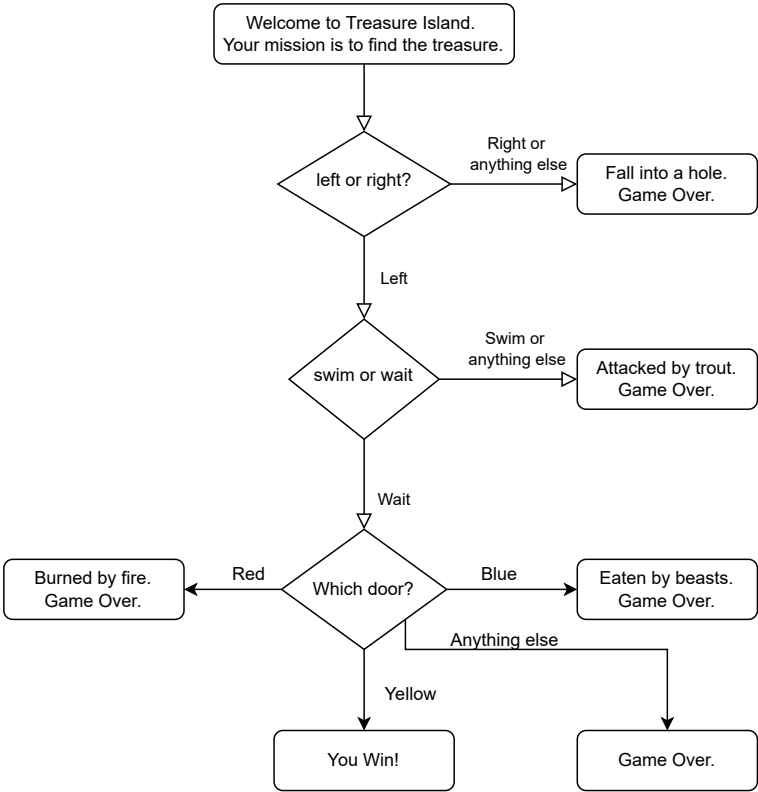 Welcome to Treasure Island.
Your mission is to find the treasure.
Right or
anything else
left or right?
Fall into a hole.
Game Over.
Left
Swim or
anything else
swim or wait
Attacked by trout.
Game Over.
Wait
Burned by fire.
Game Over.
Red
Which door?
Blue
Eaten by beasts.
Game Over.
Anything else
Yellow
You Win!
Game Over.